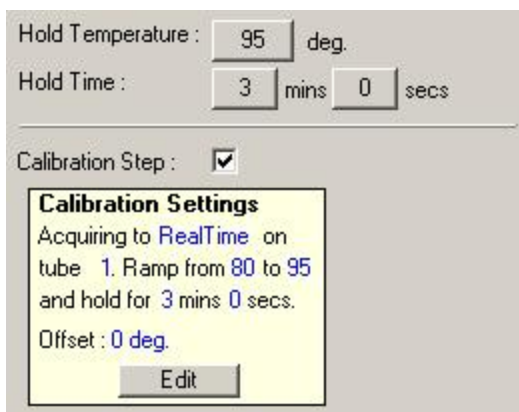 Hold Temperature : 95 deg.
Hold Time : 3 mins 0 secs
Calibration Step :
Calibration Settings
Acquiring to RealTime on
tube 1. Ramp from 80 to 95
and hold for 3 mins 0 secs.
Offset : 0 deg.
Edit